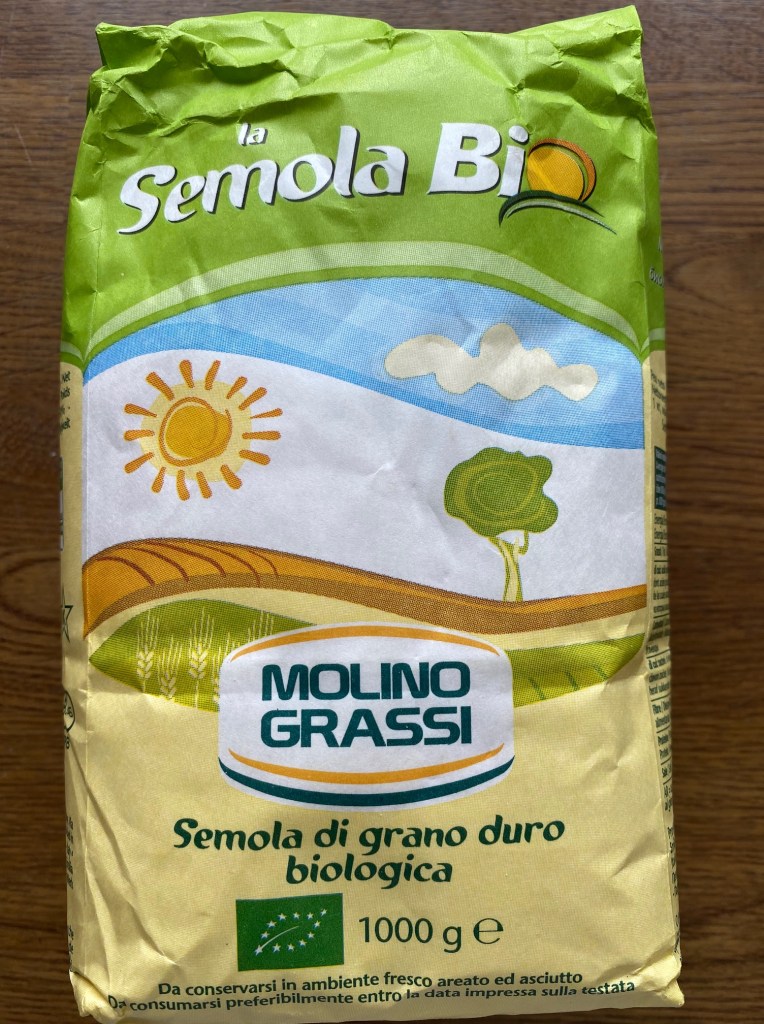 la
Semola Bio
MOLINO
GRASSI
Semola di grano duro
biologica
1000 g ℮
Da conservarsi in ambiente fresco areato ed asciutto
Da consumarsi preferibilmente entro la data impressa sulla testata